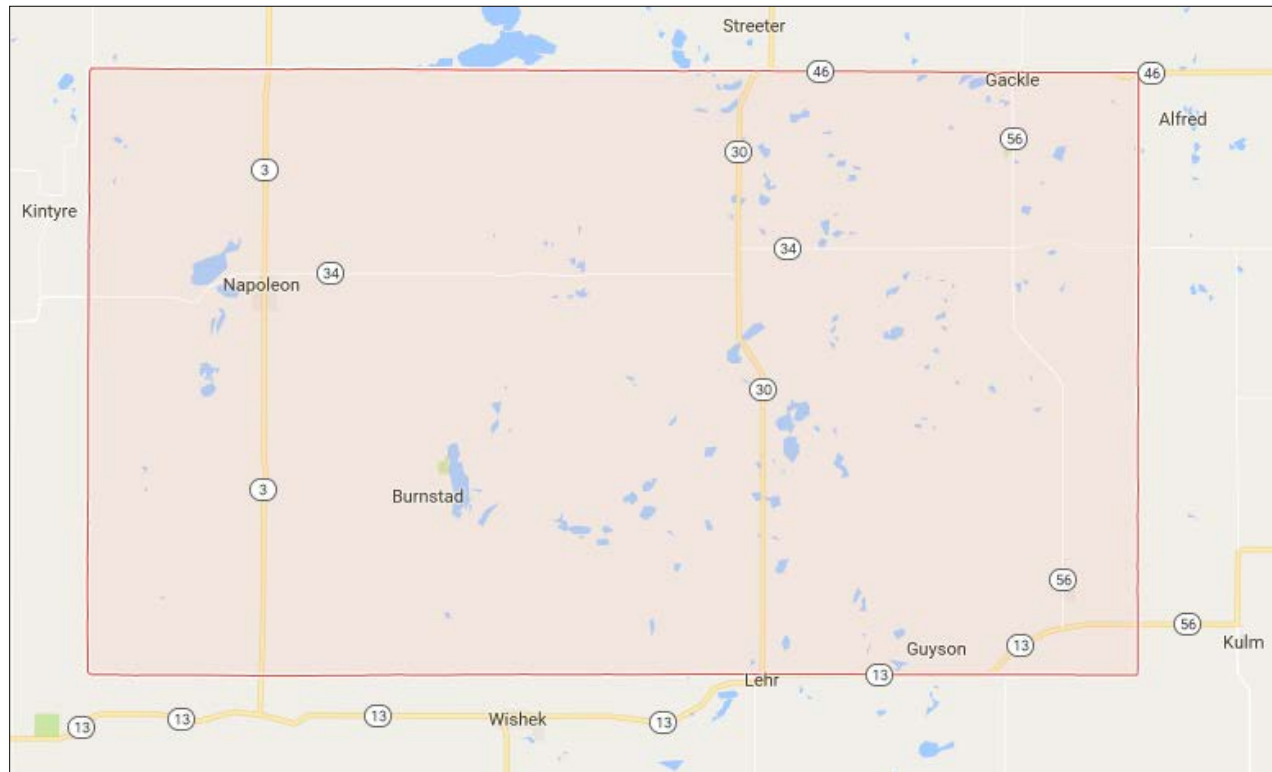 Streeter
46
46
Gackle
Alfred
56
30
3
Kintyre
34
34
Napoleon
30
3
Burnstad
56
56
13
Guyson
Kulm
13
Lehr
13
13
13
Wishek
13